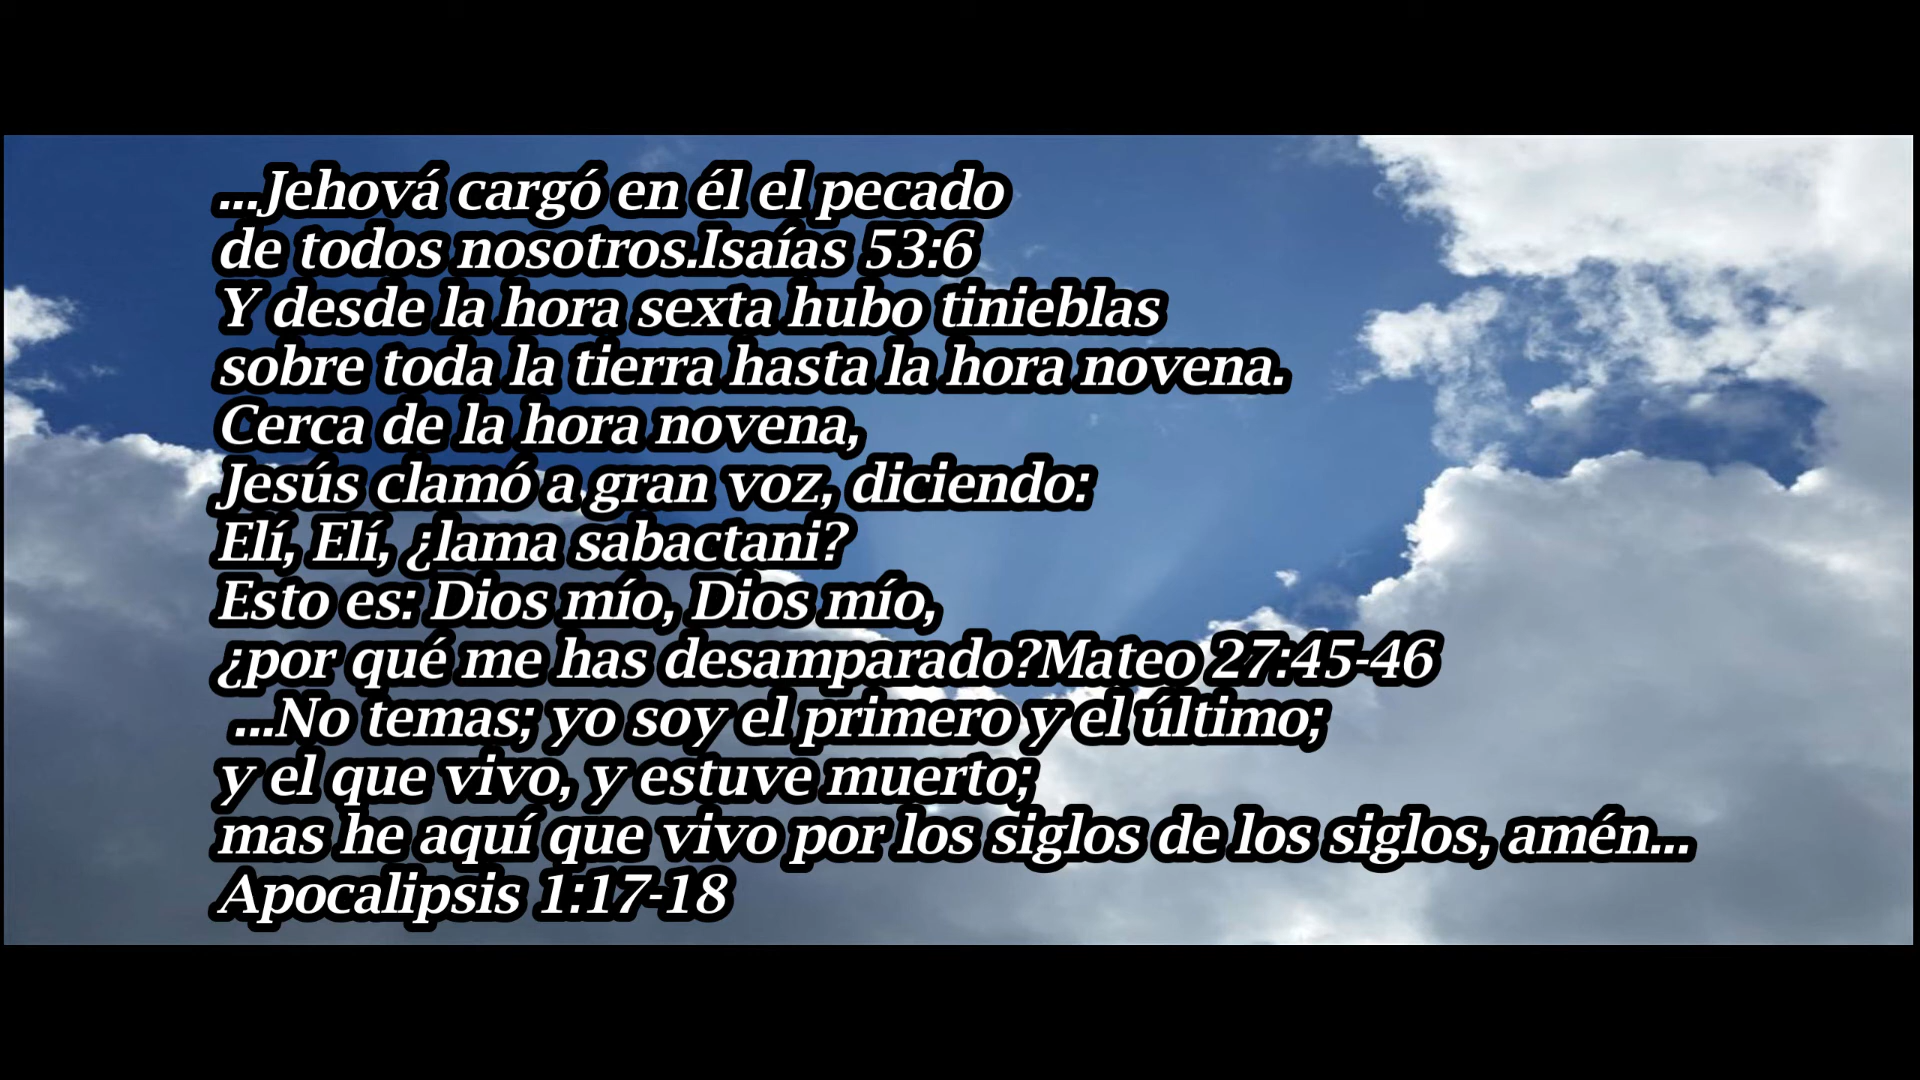 ...Jehová cargó en él el pecado
de todos nosotros.Isaías 53:6
Y desde la hora sexta hubo tinieblas
sobre toda la tierra hasta la hora novena.
Cerca de la hora novena,
Jesús clamó a gran voz, diciendo:
Elí, Elí, ¿lama sabactani?
Esto es: Dios mío, Dios mío,
¿por qué me has desamparado?Mateo 27:45-46
...No temas; yo soy el primero y el último;
y el que vivo, y estuve muerto;
mas he aquí que vivo por los siglos de los siglos, amén...
Apocalipsis 1:17-18